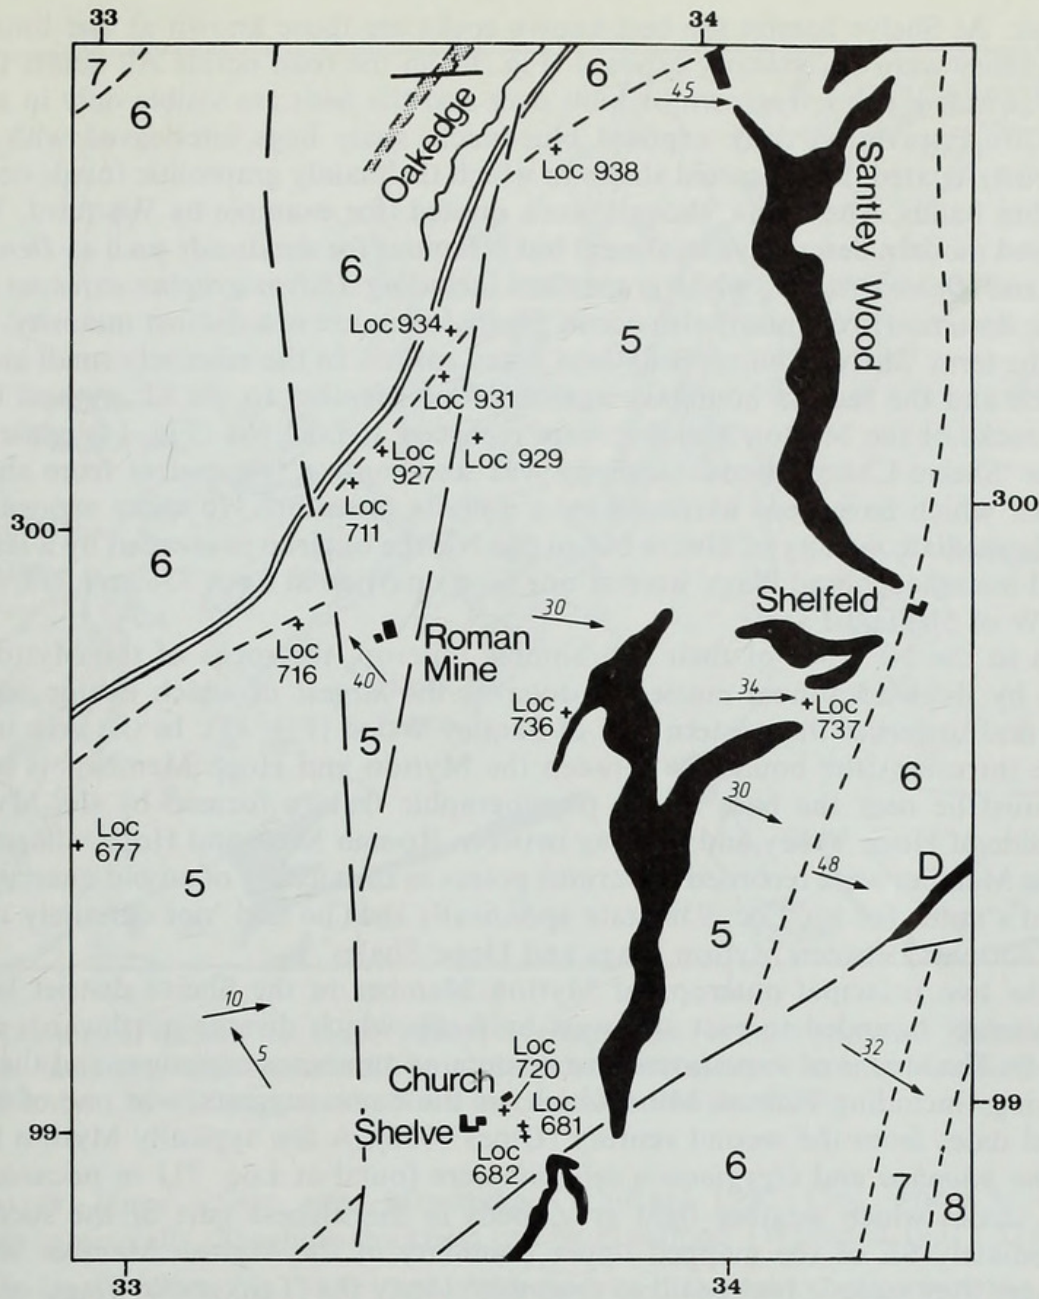 33
34
7
6
6
45
Oakedge
Loc 938
Santley Wood
6
5
Loc 934
Loc 931
Loc
927
Loc 929
Loc
711
300
300
6
Shelfeld
30
Roman
Mine
Loc
716
40
34
Loc
736
Loc
737
5
6
30
Loc
677
48
D
5
5
10
5
32
Loc
720
Church
Loc
681
99
99
Shelve
Loc
682
6
7
8
33
34